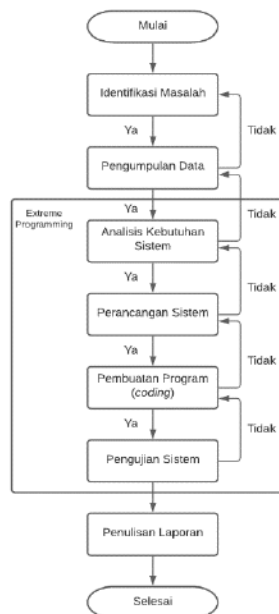 Mulai
Identifikasi Masalah
Ya
Tidak
Pengumpulan Data
Ya
Tidak
Extreme
Programming
Analisis Kebutuhan
Sistem
Ya
Tidak
Perancangan Sistem
Ya
Tidak
Pembuatan Program
(coding)
Ya
Tidak
Pengujian Sistem
Penulisan Laporan
Selesai